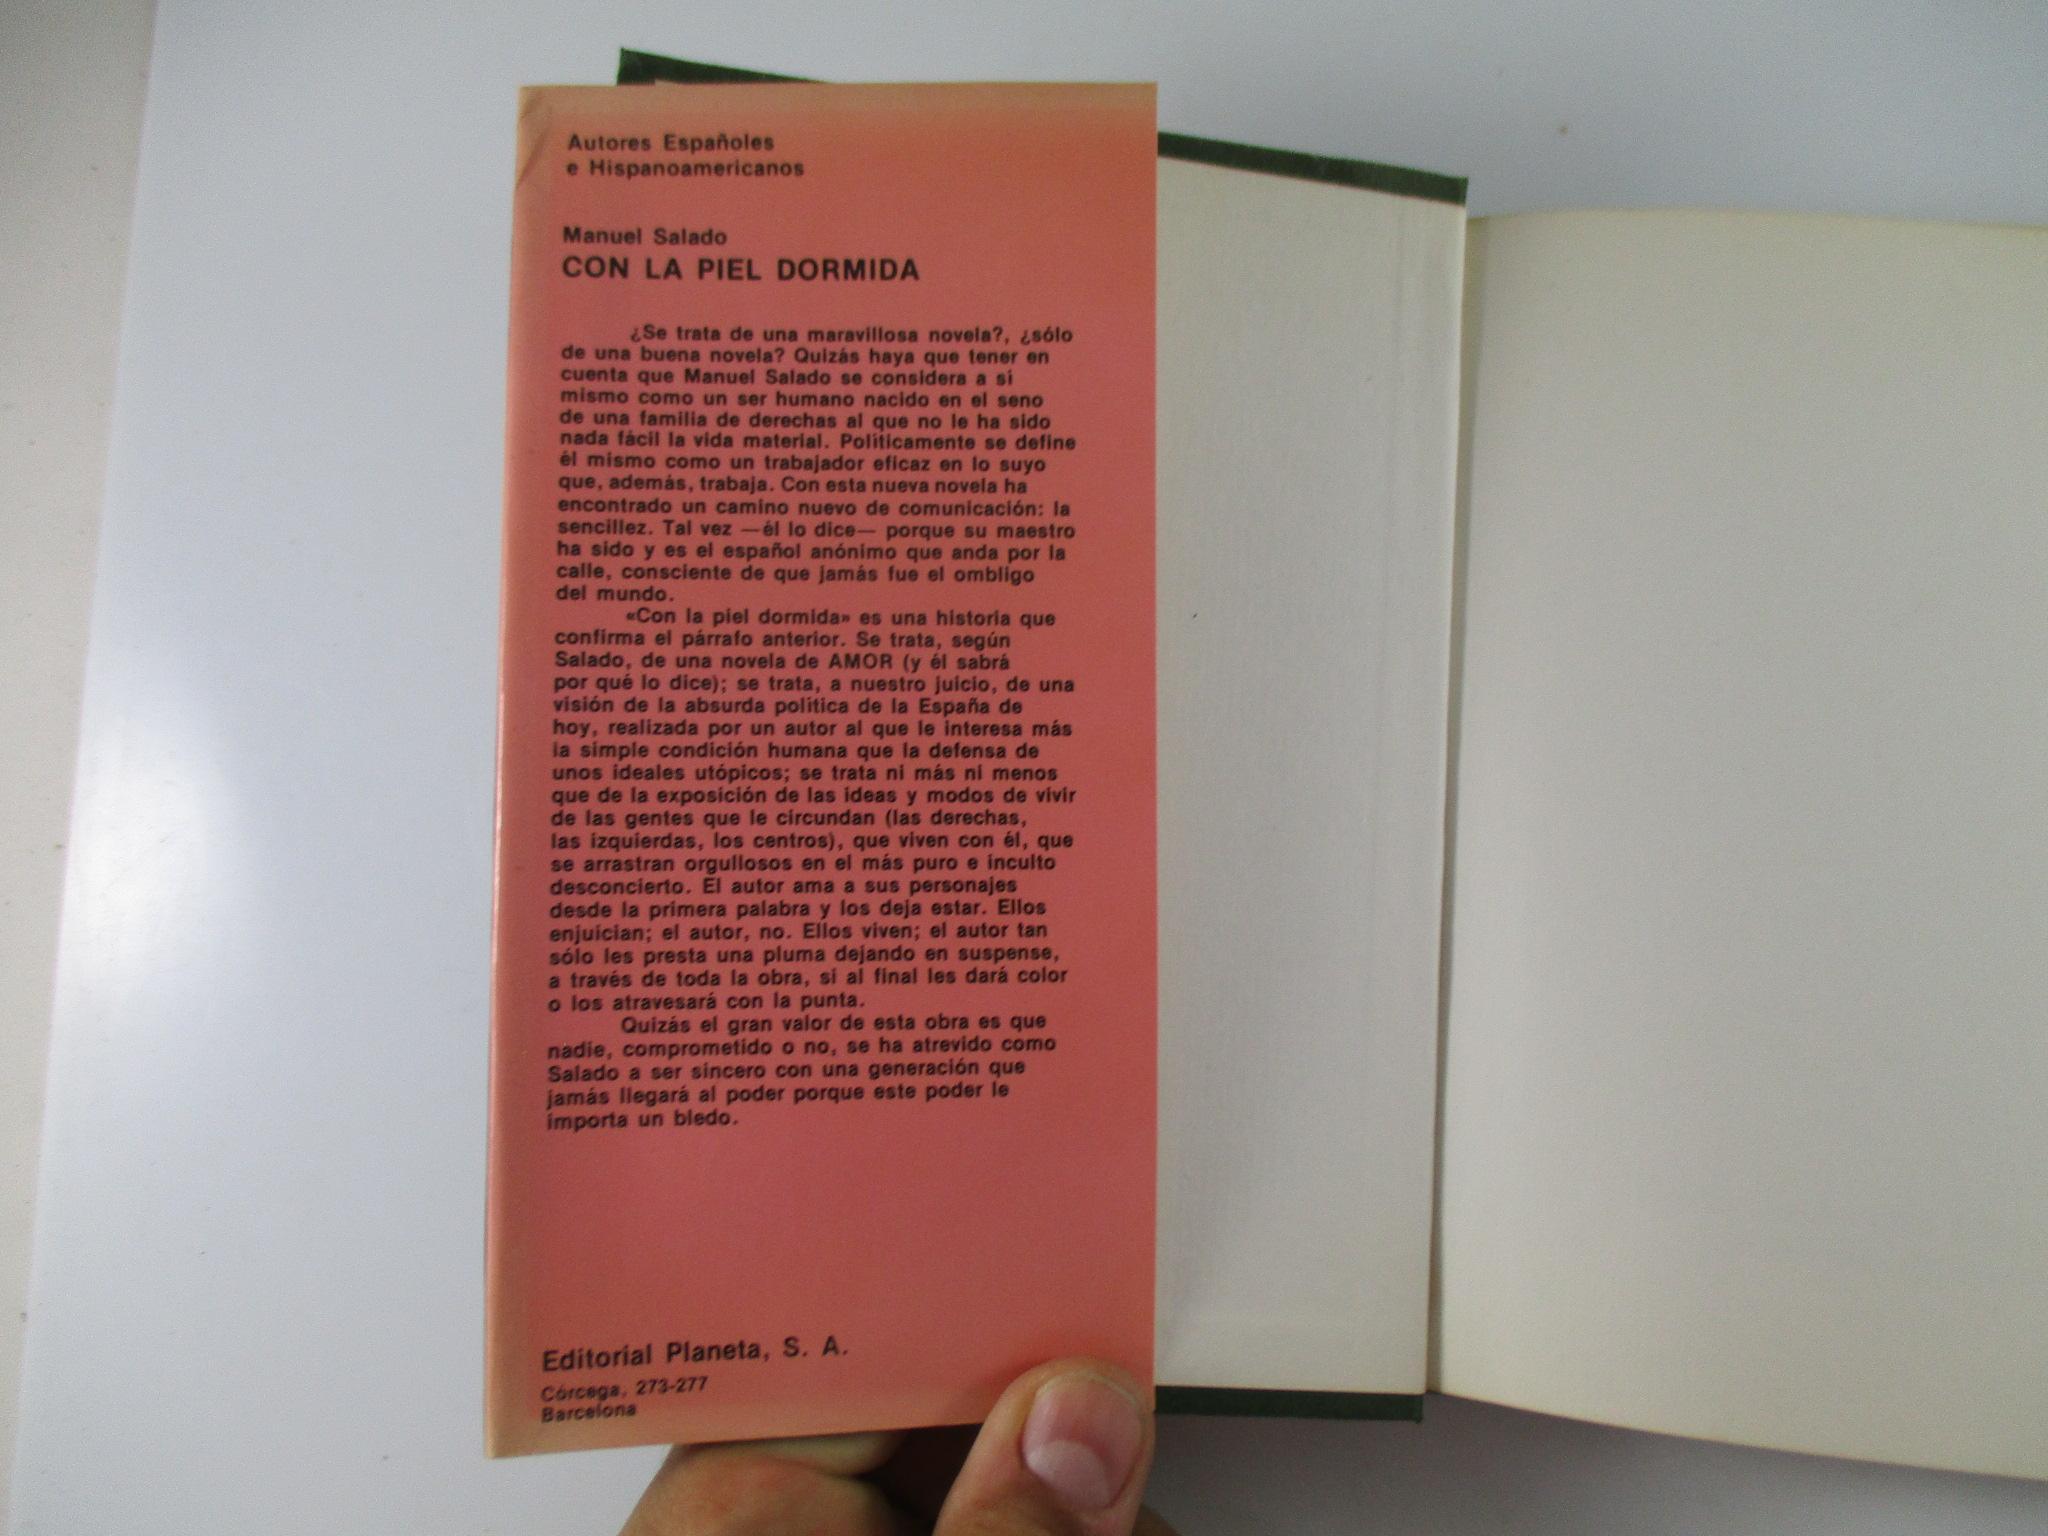 Autores Españoles
e Hispanoamericanos
Manuel Salado
CON LA PIEL DORMIDA
¿Se trata de una maravillosa novela?, ¿sólo
de una buena novela? Quizás haya que tener en
cuenta que Manuel Salado se considera a sí
mismo como un ser humano nacido en el seno
de una familia de derechas al que no le ha sido
nada fácil la vida material. Políticamente se define
él mismo como un trabajador eficaz en lo suyo
que, además, trabaja. Con esta nueva novela ha
encontrado un camino nuevo de comunicación: la
sencillez. Tal vez —él lo dice— porque su maestro
ha sido y es el español anónimo que anda por la
calle, consciente de que jamás fue el ombligo
del mundo.
«Con la piel dormida» es una historia que
confirma el párrafo anterior. Se trata, según
Salado, de una novela de AMOR (y él sabrá
por qué lo dice); se trata, a nuestro juicio, de una
visión de la absurda política de la España de
hoy, realizada por un autor al que le interesa más
la simple condición humana que la defensa de
unos ideales utópicos; se trata ni más ni menos
que de la exposición de las ideas y modos de vivir
de las gentes que le circundan (las derechas,
las izquierdas, los centros), que viven con él, que
se arrastran orgullosos en el más puro e inculto
desconcierto. El autor ama a sus personajes
desde la primera palabra y los deja estar. Ellos
enjuician; el autor, no. Ellos viven; el autor tan
sólo les presta una pluma dejando en suspense,
a través de toda la obra, si al final les dará color
o los atravesará con la punta.
Quizás el gran valor de esta obra es que
nadie, comprometido o no, se ha atrevido como
Salado a ser sincero con una generación que
jamás llegará al poder porque este poder le
importa un bledo.
Editorial Planeta, S. A.
Córcega, 273-277
Barcelona